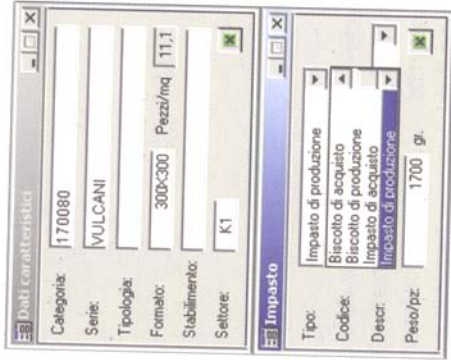 Dati caratteristici
Categoria: 170080
Serie: VULCANI
Tipologia:
Formato: 300X300 Pezzi/mq 11,1
Stabilimento:
Settore: K1
Impasto
Tipo: Impasto di produzione
Codice: Biscotto di acquisto
Biscotto di produzione
Descr: Impasto di acquisto
Impasto di produzione
Peso/pz: 1700 gr.